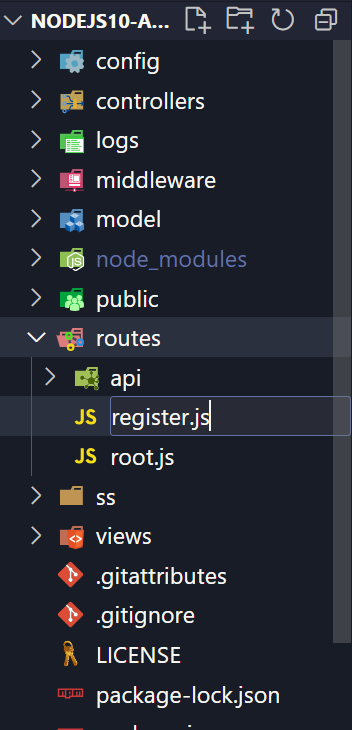 NODEJS10-A...
config
controllers
logs
middleware
model
node_modules
public
routes
api
JS register.js
JS root.js
ss
views
.gitattributes
.gitignore
LICENSE
package-lock.json